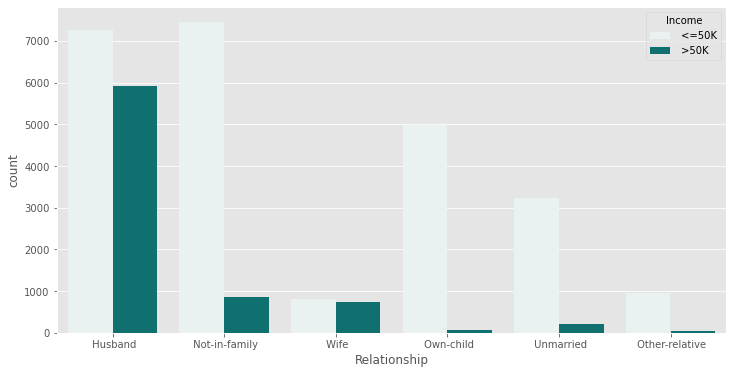 Income
<=50K
>50K
count
7000
6000
5000
4000
3000
2000
1000
0
Husband
Not-in-family
Wife
Own-child
Unmarried
Other-relative
Relationship